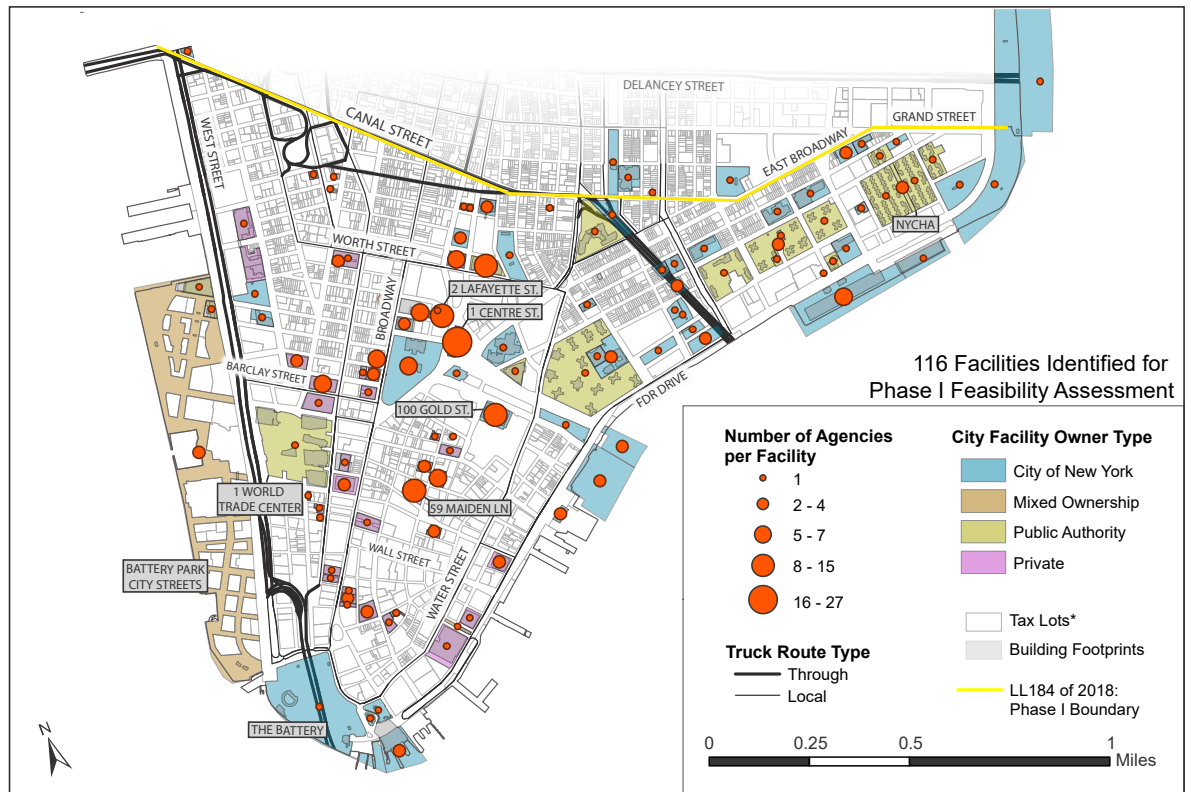 DELANCEY STREET
GRAND STREET
CANAL STREET
EAST BROADWAY
WEST STREET
NYCHA
WORTH STREET
BROADWAY
2 LAFAYETTE ST.
1 CENTRE ST.
BARCLAY STREET
FDR DRIVE
100 GOLD ST.
1 WORLD
TRADE CENTER
59 MAIDEN LN
WALL STREET
WATER STREET
BATTERY PARK
CITY STREETS
THE BATTERY
N
116 Facilities Identified for
Phase I Feasibility Assessment
Number of Agencies
per Facility
1
2 - 4
5 - 7
8 - 15
16 - 27
Truck Route Type
Through
Local
City Facility Owner Type
City of New York
Mixed Ownership
Public Authority
Private
Tax Lots*
Building Footprints
LL184 of 2018:
Phase I Boundary
0 0.25 0.5 1
Miles